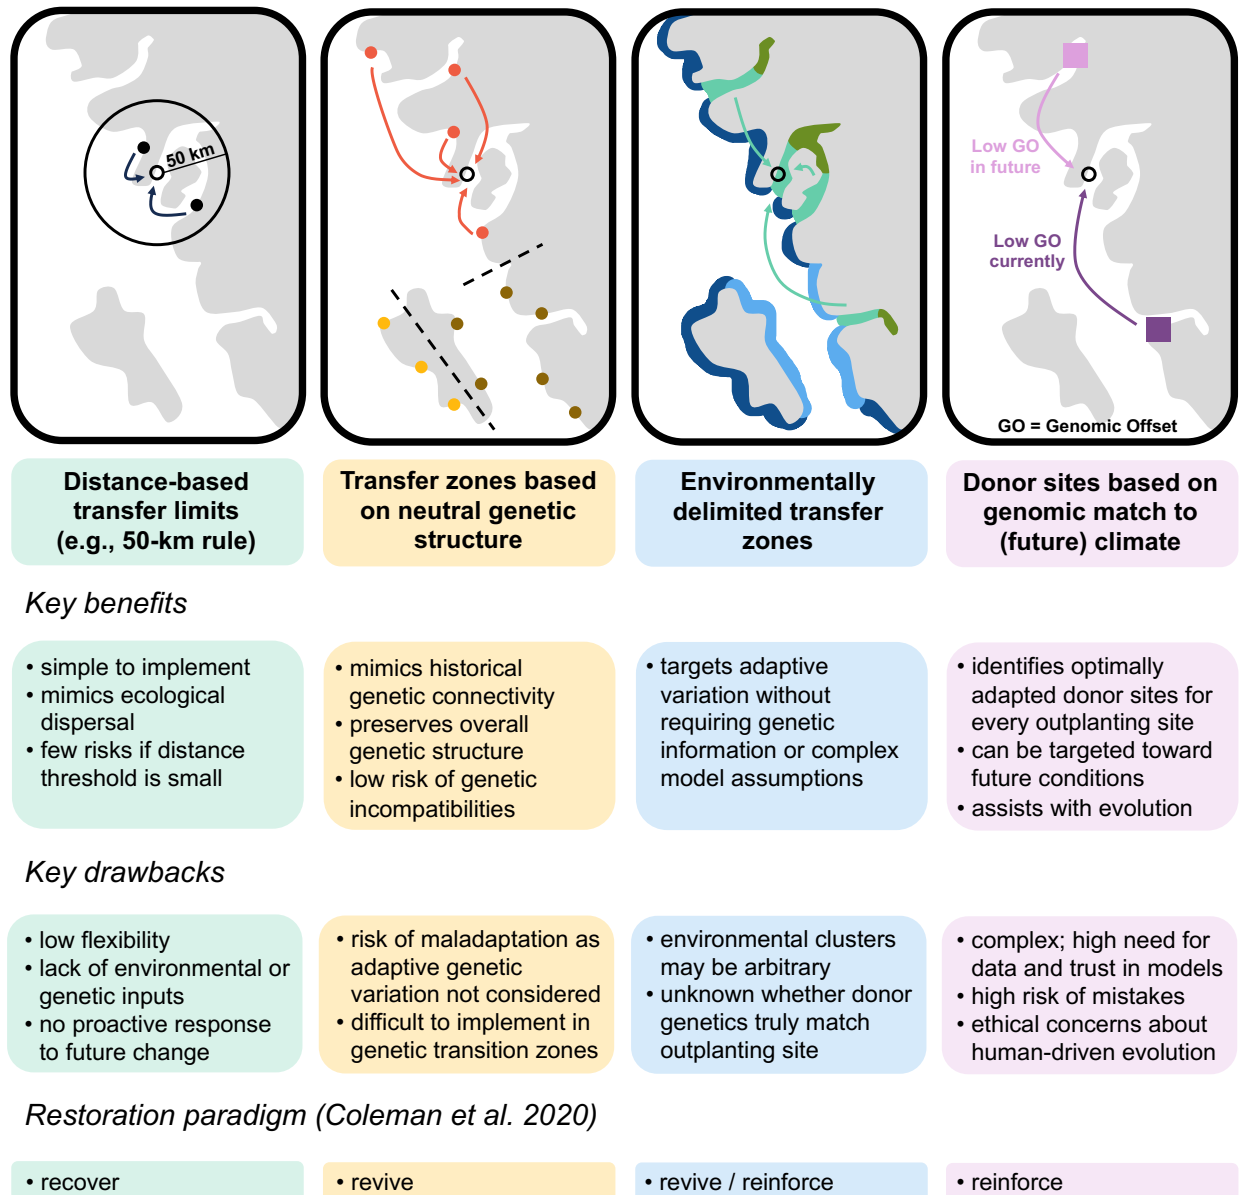 50 km
Low GO
in future
Low GO
currently
GO = Genomic Offset
Distance-based
transfer limits
(e.g., 50-km rule)
Transfer zones based
on neutral genetic
structure
Environmentally
delimited transfer
zones
Donor sites based on
genomic match to
(future) climate
Key benefits
• simple to implement
• mimics ecological
dispersal
• few risks if distance
threshold is small
• mimics historical
genetic connectivity
• preserves overall
genetic structure
• low risk of genetic
incompatibilities
• targets adaptive
variation without
requiring genetic
information or complex
model assumptions
• identifies optimally
adapted donor sites for
every outplanting site
• can be targeted toward
future conditions
• assists with evolution
Key drawbacks
• low flexibility
• lack of environmental or
genetic inputs
• no proactive response
to future change
• risk of maladaptation as
adaptive genetic
variation not considered
• difficult to implement in
genetic transition zones
• environmental clusters
may be arbitrary
• unknown whether donor
genetics truly match
outplanting site
• complex; high need for
data and trust in models
• high risk of mistakes
• ethical concerns about
human-driven evolution
Restoration paradigm (Coleman et al. 2020)
• recover
• revive
• revive / reinforce
• reinforce